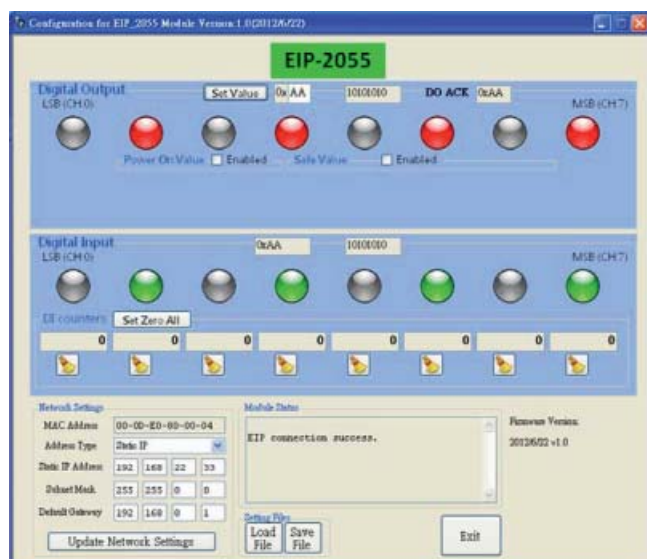 Configuration for EIP_2055 Module Version:1.0(2012/6/22)
EIP-2055
Digital Output
Set Value 0x AA 10101010 DO ACK 0xAA
LSB (CH:0) MSB (CH:7)
Power On Value Enabled Safe Value Enabled
Digital Input
0xAA 10101010
LSB (CH:0) MSB (CH:7)
DI counters Set Zero All
0 0 0 0 0 0 0 0
Network Settings
MAC Address 00-0D-E0-80-00-04
Address Type Static IP
Static IP Address 192 168 22 33
Subnet Mask 255 255 0 0
Default Gateway 192 168 0 1
Update Network Settings
Module Status
EIP connection success.
Setting Files
Load File
Save File
Firmware Version:
2012/6/22 v1.0
Exit